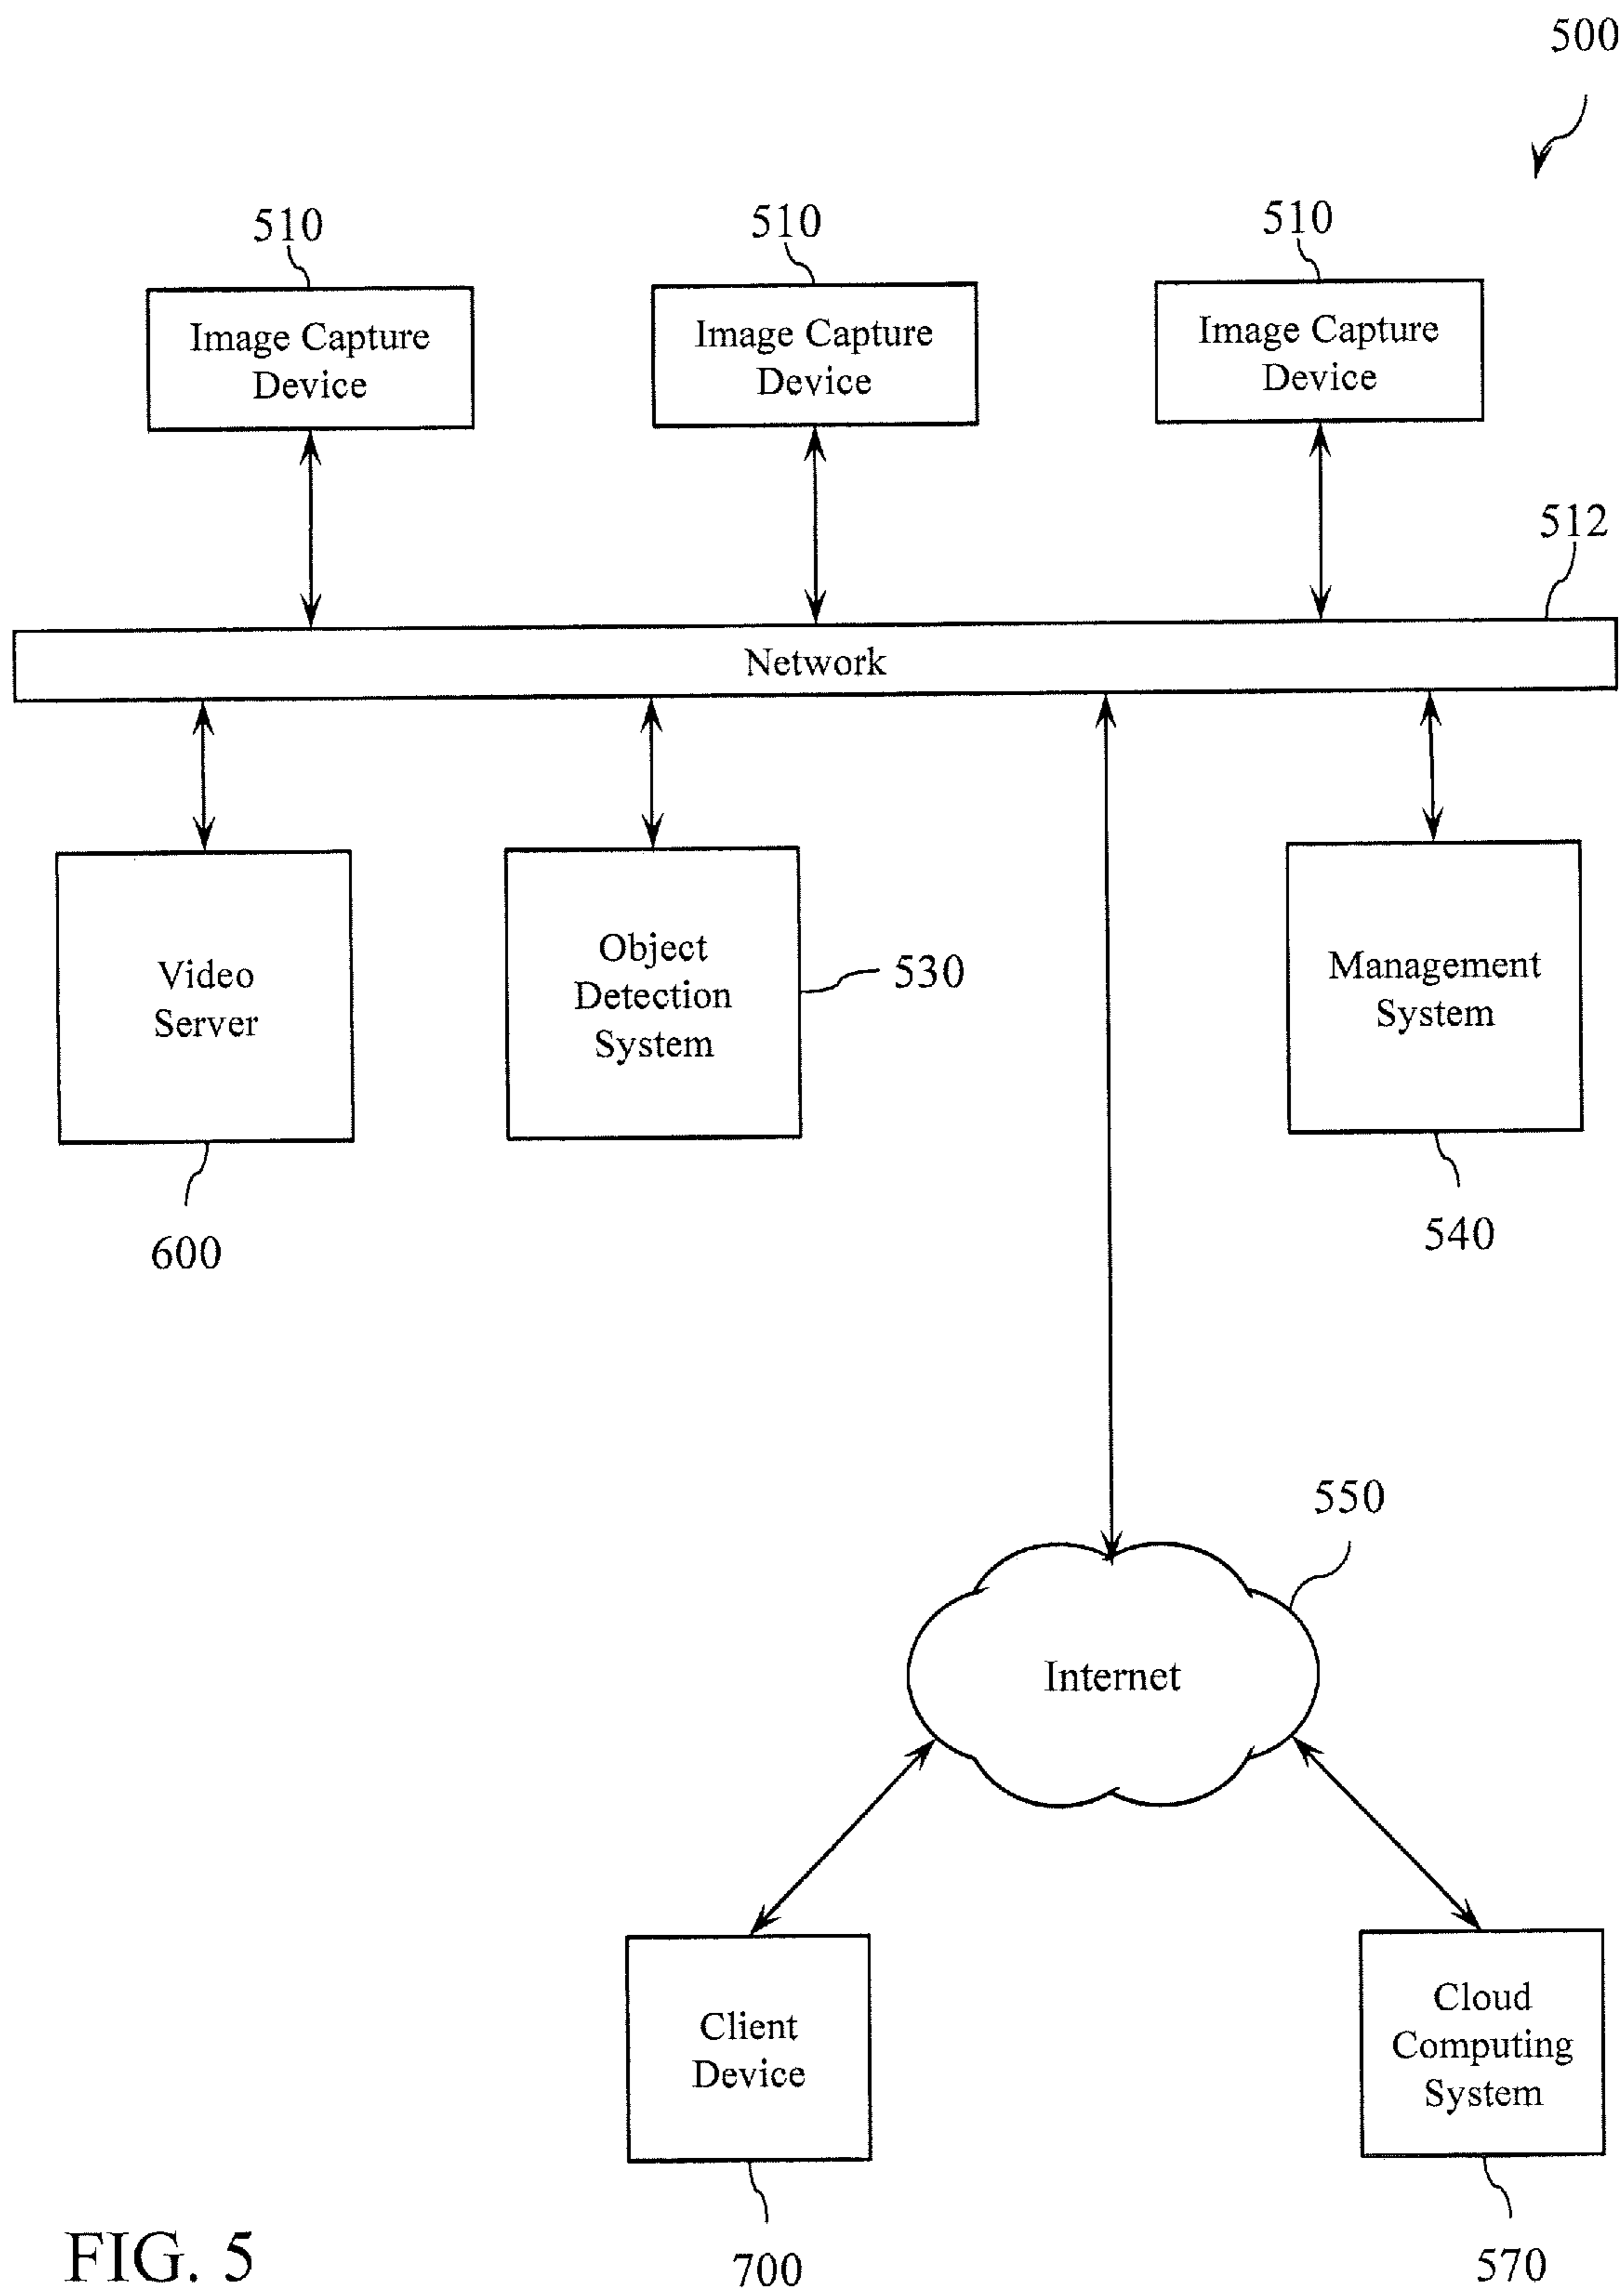 500
510
510
510
Image Capture
Device
Image Capture
Device
Image Capture
Device
512
Network
Video
Server
Object
Detection
System
530
Management
System
600
540
550
Internet
Client
Device
Cloud
Computing
System
700
570
FIG. 5